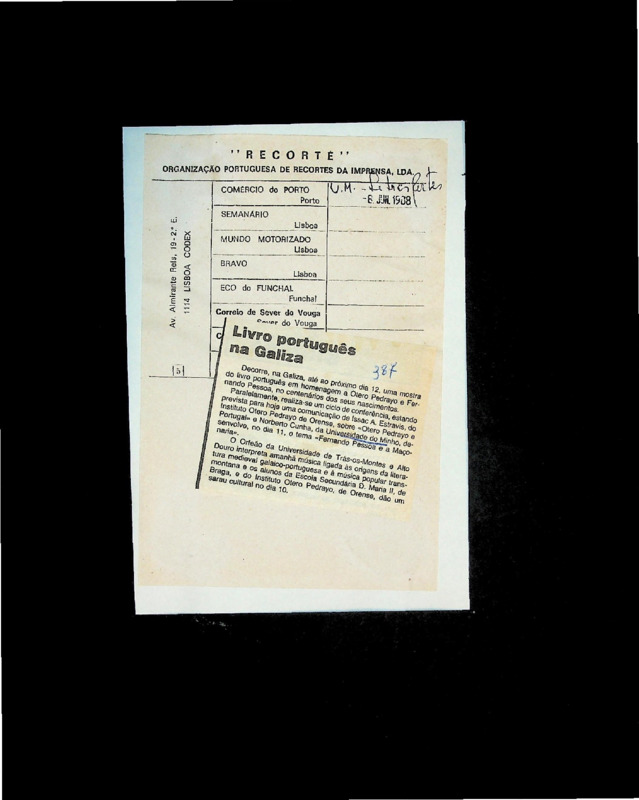 "RECORTE"
ORGANIZAÇÃO PORTUGUESA DE RECORTES DA IMPRENSA, LDA.
Av. Almirante Reis, 19-2.º E.
1114 LISBOA CODEX
COMÉRCIO do PORTO
Porto
U.M.
-8 JUN. 1988
SEMANÁRIO
Lisboa
MUNDO MOTORIZADO
Lisboa
BRAVO
Lisboa
ECO do FUNCHAL
Funchal
Correio de Sever do Vouga
Sever do Vouga
Livro português
na Galiza
387
Decorre, na Galiza, até ao próximo dia 12, uma mostra
do livro português em homenagem a Otero Pedrayo e Fer-
nando Pessoa, no centenários dos seus nascimentos.
Paralelamente, realiza-se um ciclo de conferência, estando
prevista para hoje uma comunicação de Issac A. Estravis, do
Instituto Otero Pedrayo de Orense, sobre «Otero Pedrayo e
Portugal» e Norberto Cunha, da Universidade do Minho, de-
senvolve, no dia 11, o tema «Fernando Pessoa e a Maço-
naria».
O Orfeão da Universidade de Trás-os-Montes e Alto
Douro interpreta amanhã música ligada às origens da litera-
tura medieval galaico-portuguesa e à música popular trans-
montana e os alunos da Escola Secundária D. Maria II, de
Braga, e do Instituto Otero Pedrayo, de Orense, dão um
sarau cultural no dia 10.